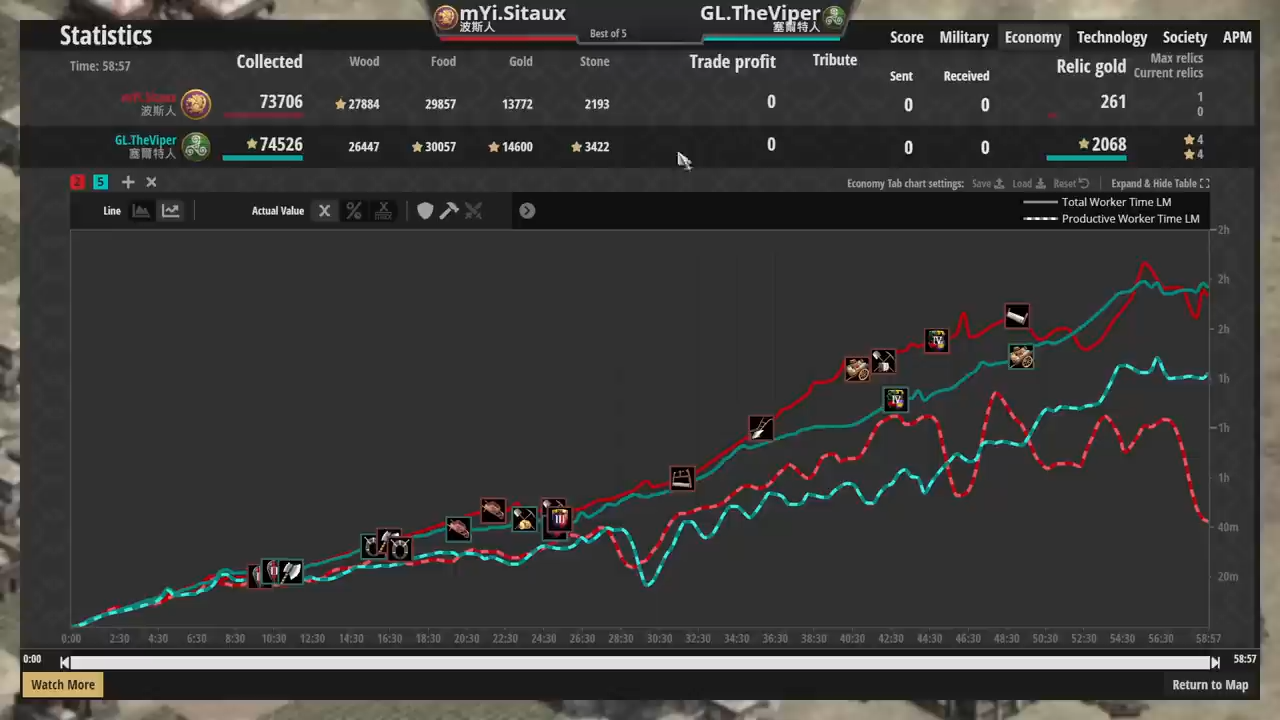 mYi.Sitaux
波斯人
Best of 5
GL.TheViper
塞爾特人
Statistics
Score Military Economy Technology Society APM
Time: 58:57
Collected Wood Food Gold Stone Trade profit Tribute Sent Received Relic gold Max relics
Current relics
mYi.Sitaux
波斯人
73706 27884 29857 13772 2193 0 0 0 261 1
0
GL.TheViper
塞爾特人
74526 26447 30057 14600 3422 0 0 0 2068 4
4
2 5
Economy Tab chart settings: Save Load Reset Expand & Hide Table
Line Actual Value
Total Worker Time LM
Productive Worker Time LM
2h
2h
2h
1h
1h
1h
40m
20m
IV
IV
III
II
0:00 2:30 4:30 6:30 8:30 10:30 12:30 14:30 16:30 18:30 20:30 22:30 24:30 26:30 28:30 30:30 32:30 34:30 36:30 38:30 40:30 42:30 44:30 46:30 48:30 50:30 52:30 54:30 56:30 58:57
0:00 58:57
Watch More Return to Map